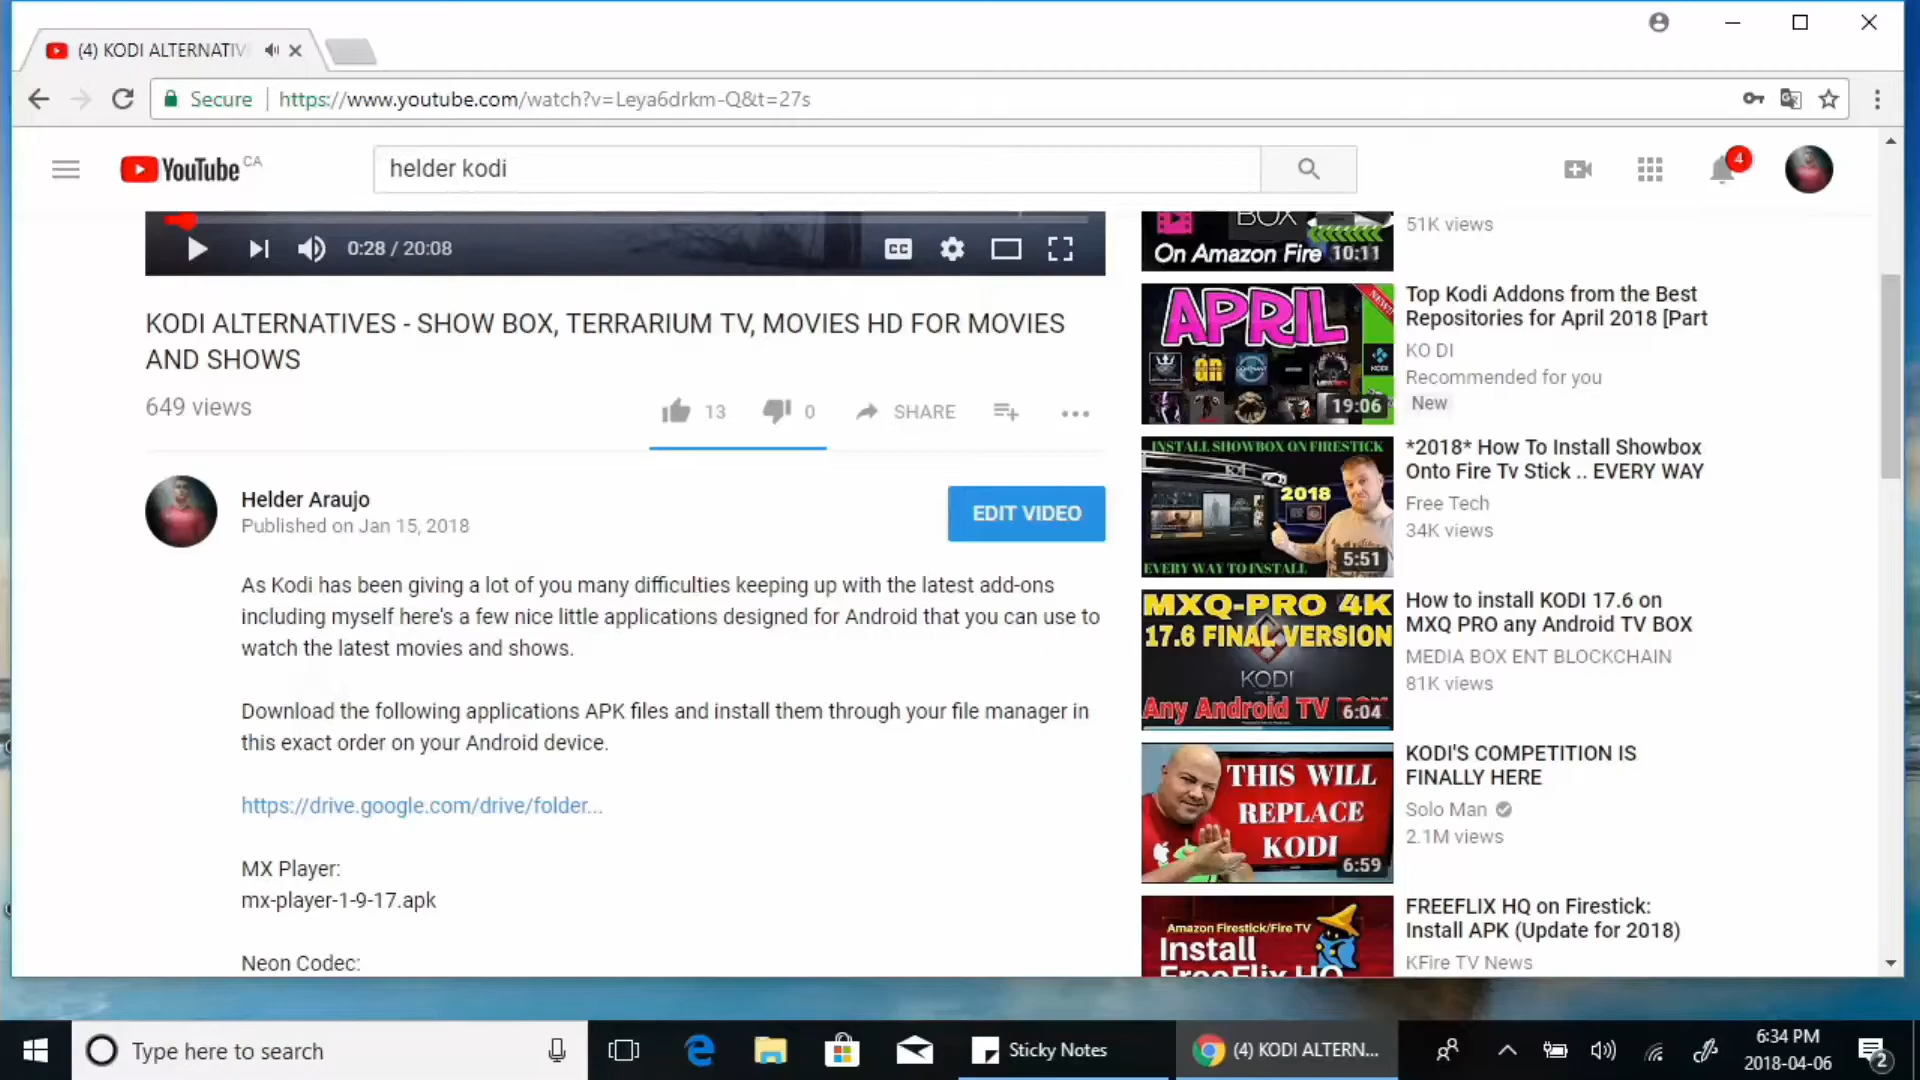 (4) KODI ALTERNATIV
Secure
https://www.youtube.com/watch?v=Leya6drkm-Q&t=27s
YouTube CA
helder kodi
4
0:28 / 20:08
CC
KODI ALTERNATIVES - SHOW BOX, TERRARIUM TV, MOVIES HD FOR MOVIES
AND SHOWS
649 views
13
0
SHARE
Helder Araujo
Published on Jan 15, 2018
EDIT VIDEO
As Kodi has been giving a lot of you many difficulties keeping up with the latest add-ons
including myself here's a few nice little applications designed for Android that you can use to
watch the latest movies and shows.
Download the following applications APK files and install them through your file manager in
this exact order on your Android device.
https://drive.google.com/drive/folder...
MX Player:
mx-player-1-9-17.apk
Neon Codec:
BOX
On Amazon Fire
10:11
51K views
APRIL
NEW
KODI
19:06
Top Kodi Addons from the Best
Repositories for April 2018 [Part
KO DI
Recommended for you
New
INSTALL SHOWBOX ON FIRESTICK
2018
EVERY WAY TO INSTALL
5:51
*2018* How To Install Showbox
Onto Fire Tv Stick .. EVERY WAY
Free Tech
34K views
MXQ-PRO 4K
17.6 FINAL VERSION
KODI
Any Android TV BOX
6:04
How to install KODI 17.6 on
MXQ PRO any Android TV BOX
MEDIA BOX ENT BLOCKCHAIN
81K views
THIS WILL
REPLACE
KODI
6:59
KODI'S COMPETITION IS
FINALLY HERE
Solo Man
2.1M views
Amazon Firestick/Fire TV
Install
FreeFlix HQ
FREEFLIX HQ on Firestick:
Install APK (Update for 2018)
KFire TV News
Type here to search
Sticky Notes
(4) KODI ALTERN...
6:34 PM
2018-04-06
2